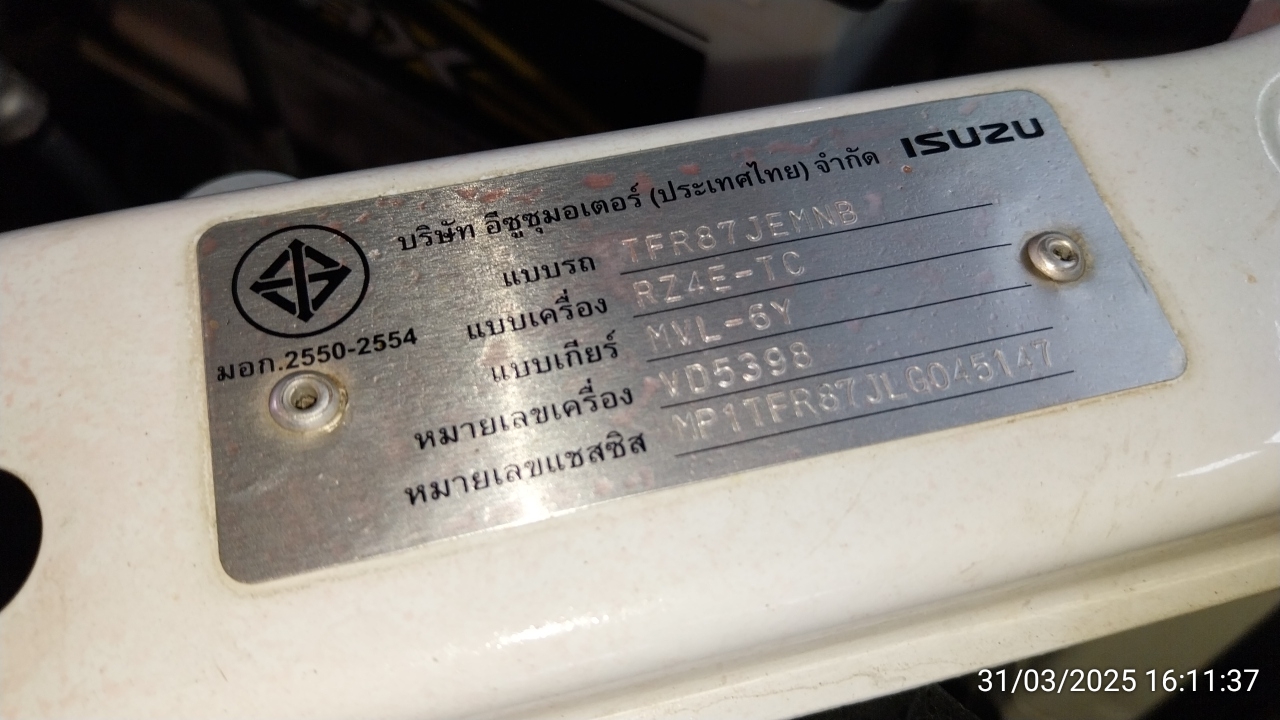 ISUZU
บริษัท อีซูซุมอเตอร์ (ประเทศไทย) จำกัด
มอก.2550-2554
แบบรถ TFR87JEMNB
แบบเครื่อง RZ4E-TC
แบบเกียร์ MVL-6Y
หมายเลขเครื่อง VD5398
หมายเลขแชสซิส MP1TFR87JLG045147
31/03/2025 16:11:37